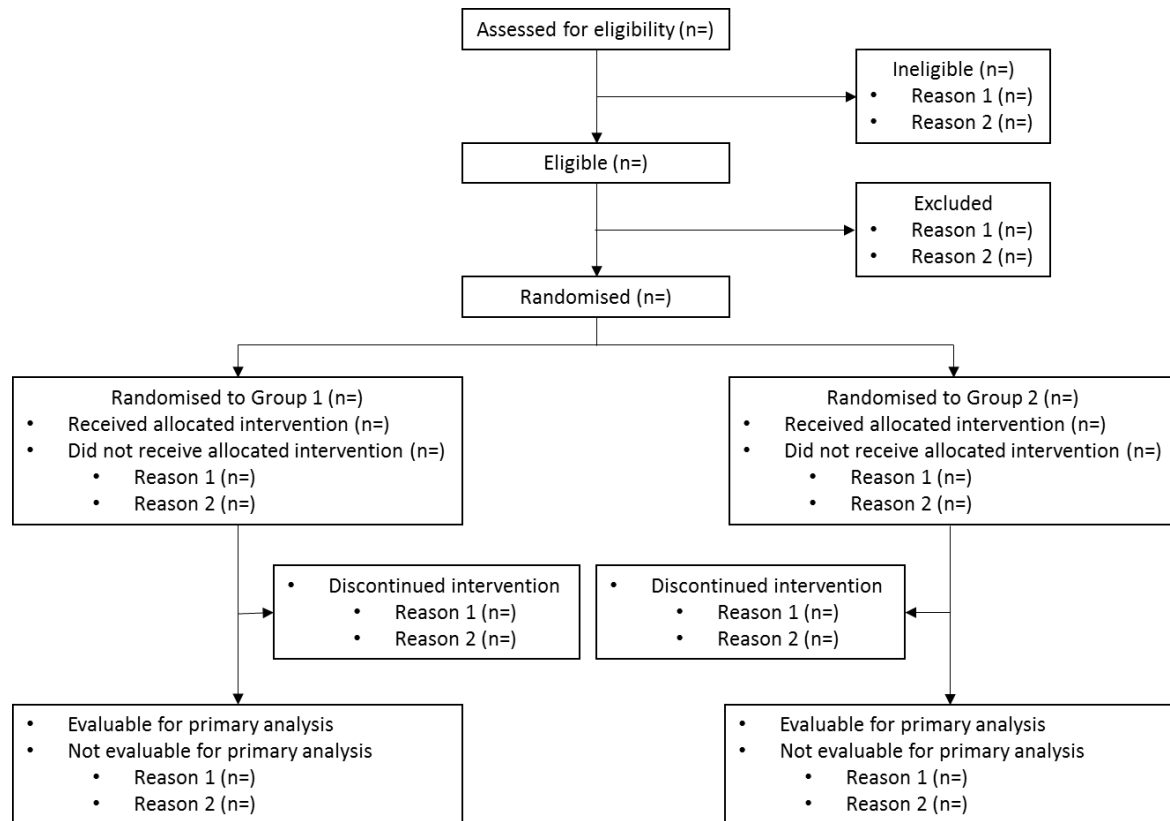 Assessed for eligibility (n=)
Ineligible (n=)
• Reason 1 (n=)
• Reason 2 (n=)
Eligible (n=)
Excluded
• Reason 1 (n=)
• Reason 2 (n=)
Randomised (n=)
Randomised to Group 1 (n=)
• Received allocated intervention (n=)
• Did not receive allocated intervention (n=)
• Reason 1 (n=)
• Reason 2 (n=)
Randomised to Group 2 (n=)
• Received allocated intervention (n=)
• Did not receive allocated intervention (n=)
• Reason 1 (n=)
• Reason 2 (n=)
• Discontinued intervention
• Reason 1 (n=)
• Reason 2 (n=)
• Discontinued intervention
• Reason 1 (n=)
• Reason 2 (n=)
• Evaluable for primary analysis
• Not evaluable for primary analysis
• Reason 1 (n=)
• Reason 2 (n=)
• Evaluable for primary analysis
• Not evaluable for primary analysis
• Reason 1 (n=)
• Reason 2 (n=)